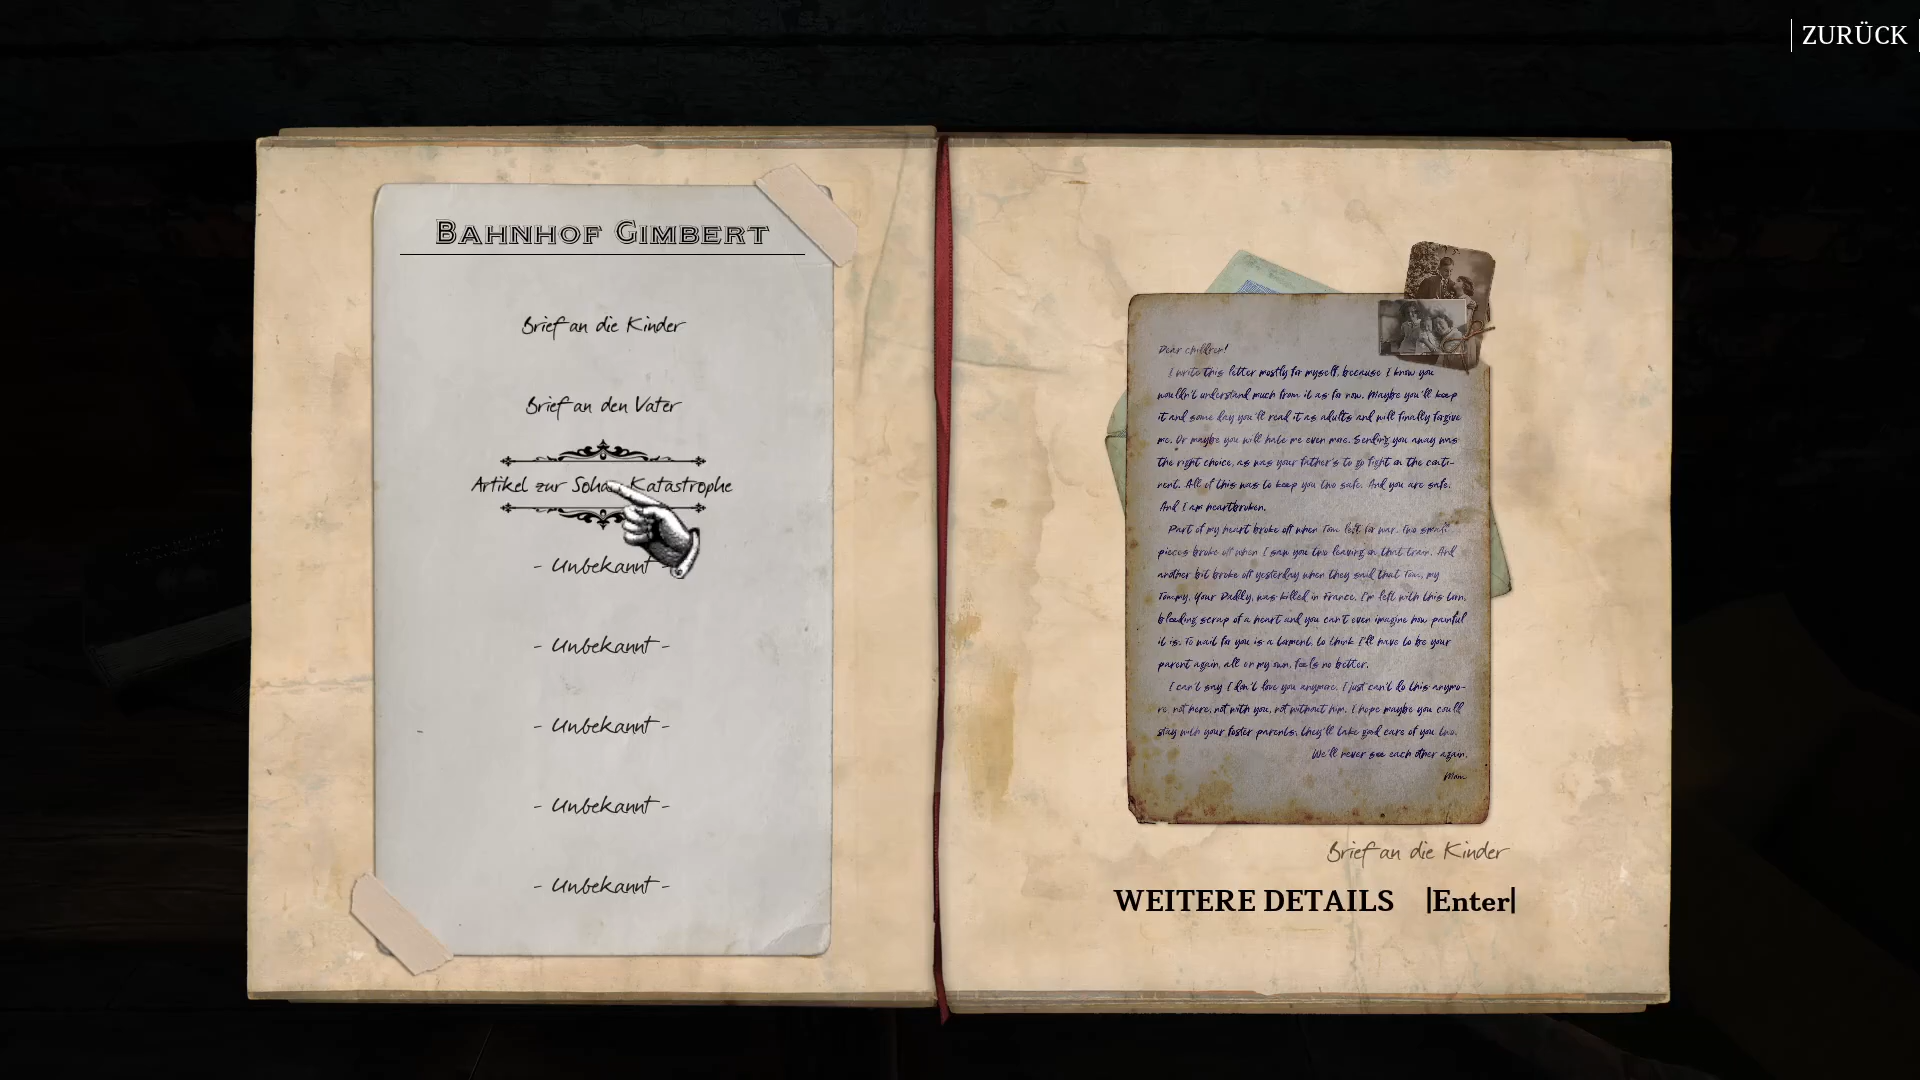 ZURÜCK
BAHNHOF GIMBERT
Brief an die Kinder
Brief an den Vater
Artikel zur Soham Katastrophe
- Unbekannt -
- Unbekannt -
- Unbekannt -
- Unbekannt -
- Unbekannt -
Dear children!
I write this letter mostly for myself, because I know you
wouldn't understand much from it as for now. Maybe you'll keep
it and some day you'll read it as adults and will finally forgive
me. Or maybe you will hate me even more. Sending you away was
the right choice, as was your father's to go fight on the conti-
nent. All of this was to keep you two safe. And you are safe.
And I am heartbroken.
Part of my heart broke off when Tom left for war. Two small
pieces broke off when I saw you two leaving on that train. And
another bit broke off yesterday when they said that Tom, my
Tommy, Your Daddy, was killed in France. I'm left with this torn,
bleeding scrap of a heart and you can't even imagine how painful
it is. To wait for you is a torment, to think I'll have to be your
parent again, all on my own, feels no better.
I can't say I don't love you anymore. I just can't do this anymo-
re, not here, not with you, not without him. I hope maybe you could
stay with your foster parents, they'll take good care of you two.
We'll never see each other again.
Mom
Brief an die Kinder
WEITERE DETAILS |Enter|